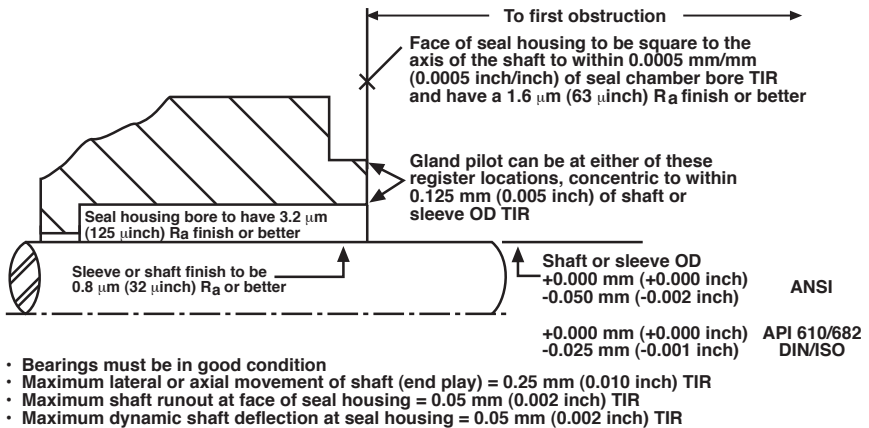 To first obstruction
Face of seal housing to be square to the
axis of the shaft to within 0.0005 mm/mm
(0.0005 inch/inch) of seal chamber bore TIR
and have a 1.6 μm (63 μinch) Ra finish or better
Gland pilot can be at either of these
register locations, concentric to within
0.125 mm (0.005 inch) of shaft or
sleeve OD TIR
Seal housing bore to have 3.2 μm
(125 μinch) Ra finish or better
Sleeve or shaft finish to be
0.8 μm (32 μinch) Ra or better
Shaft or sleeve OD
+0.000 mm (+0.000 inch)
-0.050 mm (-0.002 inch)
ANSI
+0.000 mm (+0.000 inch)
-0.025 mm (-0.001 inch)
API 610/682
DIN/ISO
· Bearings must be in good condition
· Maximum lateral or axial movement of shaft (end play) = 0.25 mm (0.010 inch) TIR
· Maximum shaft runout at face of seal housing = 0.05 mm (0.002 inch) TIR
· Maximum dynamic shaft deflection at seal housing = 0.05 mm (0.002 inch) TIR